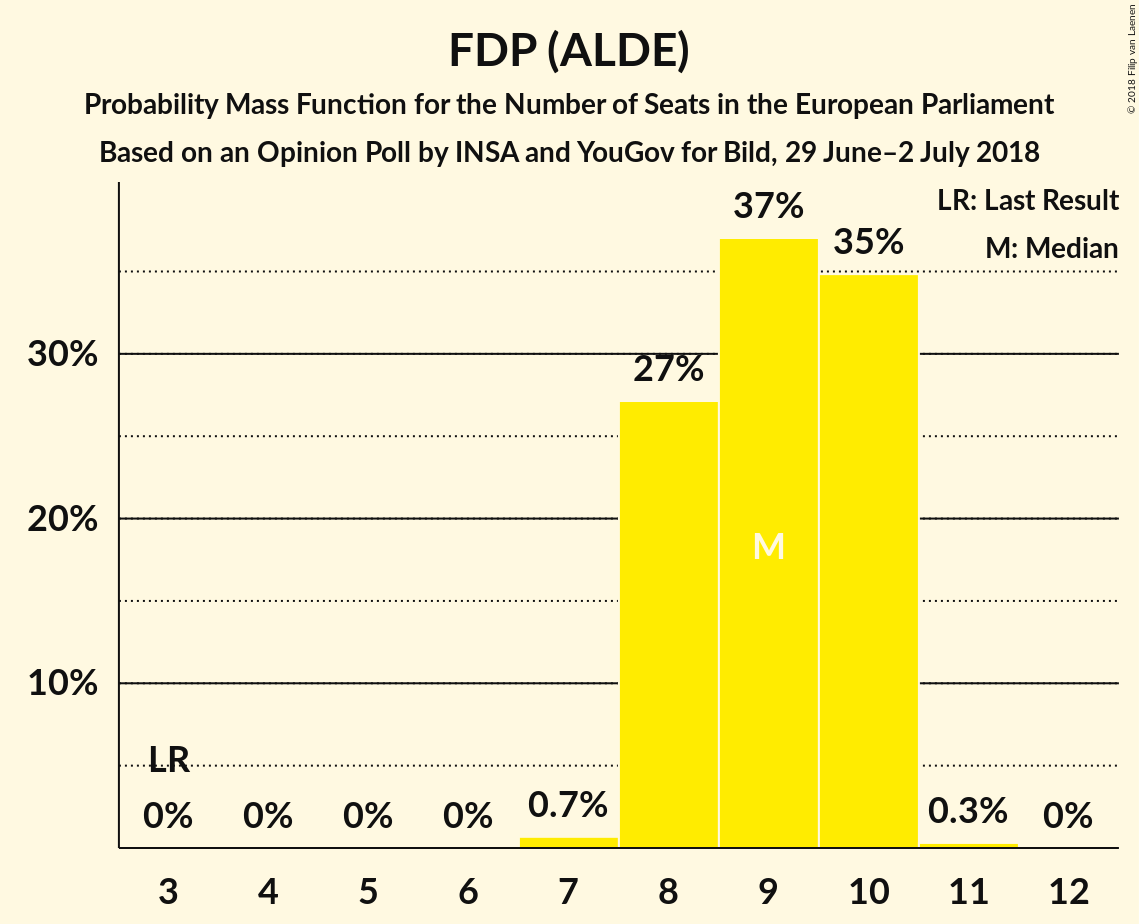 FDP (ALDE)
Probability Mass Function for the Number of Seats in the European Parliament
Based on an Opinion Poll by INSA and YouGov for Bild, 29 June–2 July 2018
© 2018 Filip van Laenen
LR: Last Result
M: Median
37%
35%
30%
27%
20%
M
10%
LR
0%
0%
0%
0%
0.7%
0.3%
0%
3 4 5 6 7 8 9 10 11 12